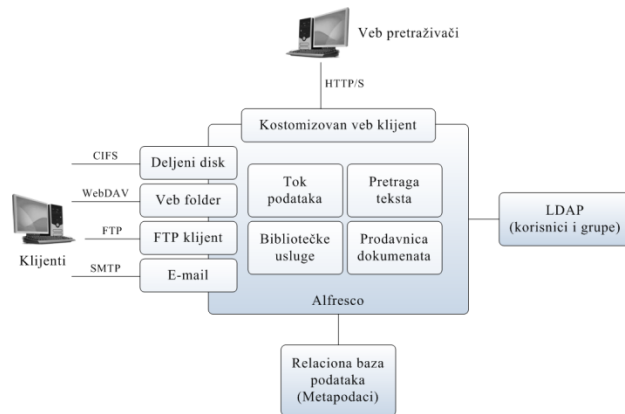 Veb pretraživači
HTTP/S
Kostomizovan veb klijent
CIFS
Deljeni disk
WebDAV
Veb folder
FTP
FTP klijent
SMTP
E-mail
Klijenti
Tok
podataka
Pretraga
teksta
Bibliotečke
usluge
Prodavnica
dokumenata
Alfresco
LDAP
(korisnici i grupe)
Relaciona baza
podataka
(Metapodaci)